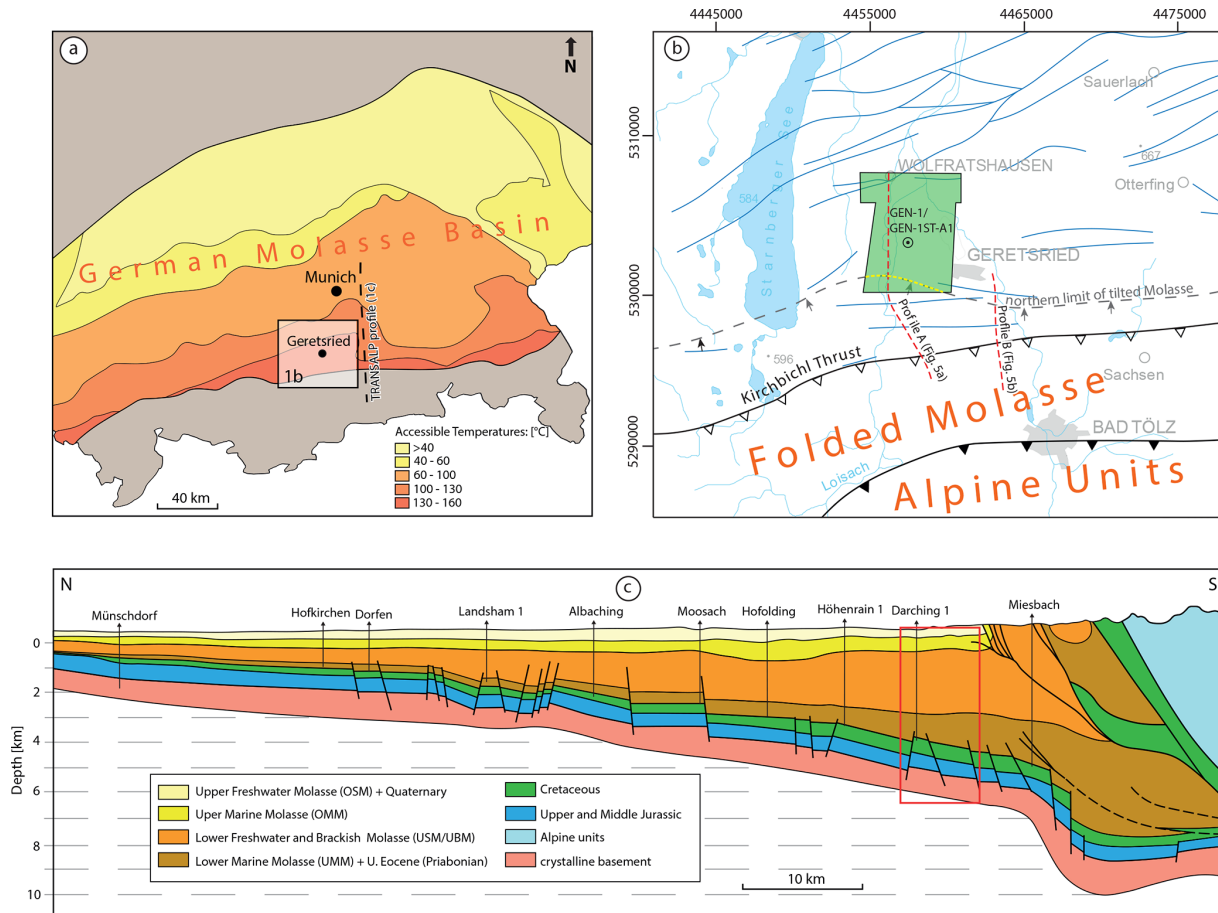 a
N
German Molasse Basin
Munich
TRANSALP profile (1c)
Geretsried
1b
Accessible Temperatures: [°C]
>40
40 - 60
60 - 100
100 - 130
130 - 160
40 km
4445000
4455000
4465000
4475000
b
5310000
5300000
5290000
Sauerlach
667
Otterfing
Starnberger See
584
WOLFRATSHAUSEN
GEN-1/
GEN-1ST-A1
GERETSRIED
northern limit of tilted Molasse
Profile A (Fig. 5a)
Profile B (Fig. 5b)
596
Kirchbichl Thrust
Sachsen
Folded Molasse
BAD TÖLZ
Loisach
Alpine Units
N
c
S
Münschdorf
Hofkirchen
Dorfen
Landsham 1
Albaching
Moosach
Hofolding
Höhenrain 1
Darching 1
Miesbach
Depth [km]
0
2
4
6
8
10
Upper Freshwater Molasse (OSM) + Quaternary
Uper Marine Molasse (OMM)
Lower Freshwater and Brackish Molasse (USM/UBM)
Lower Marine Molasse (UMM) + U. Eocene (Priabonian)
Cretaceous
Upper and Middle Jurassic
Alpine units
crystalline basement
10 km